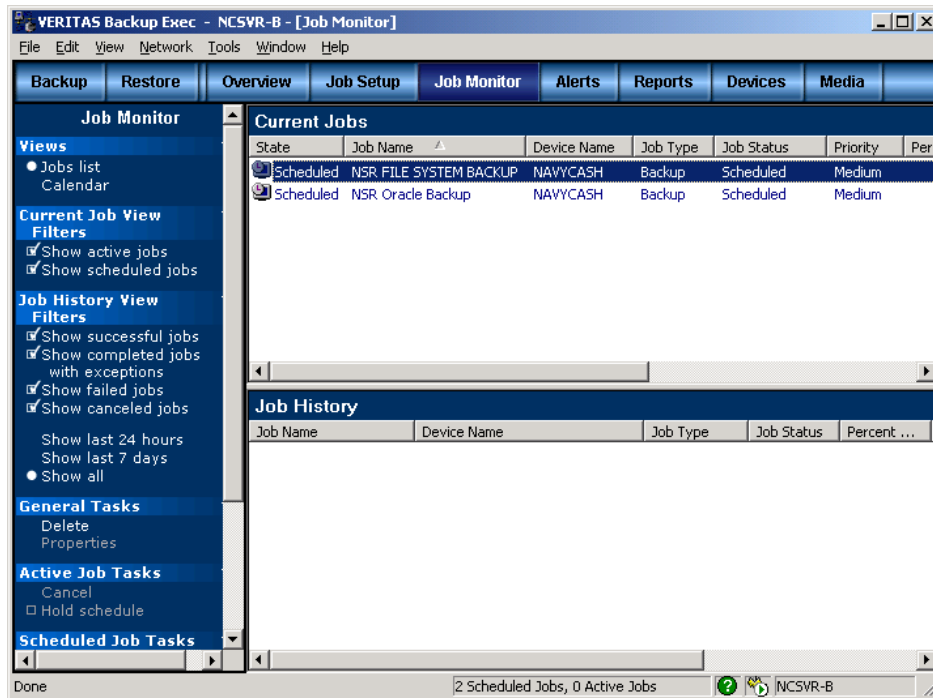 VERITAS Backup Exec - NCSVR-B - [Job Monitor]
File Edit View Network Tools Window Help
Backup Restore Overview Job Setup Job Monitor Alerts Reports Devices Media
Job Monitor
Views
Jobs list
Calendar
Current Job View
Filters
Show active jobs
Show scheduled jobs
Job History View
Filters
Show successful jobs
Show completed jobs
with exceptions
Show failed jobs
Show canceled jobs
Show last 24 hours
Show last 7 days
Show all
General Tasks
Delete
Properties
Active Job Tasks
Cancel
Hold schedule
Scheduled Job Tasks
Current Jobs
State Job Name Device Name Job Type Job Status Priority Per
Scheduled NSR FILE SYSTEM BACKUP NAVYCASH Backup Scheduled Medium
Scheduled NSR Oracle Backup NAVYCASH Backup Scheduled Medium
Job History
Job Name Device Name Job Type Job Status Percent ...
Done 2 Scheduled Jobs, 0 Active Jobs NCSVR-B